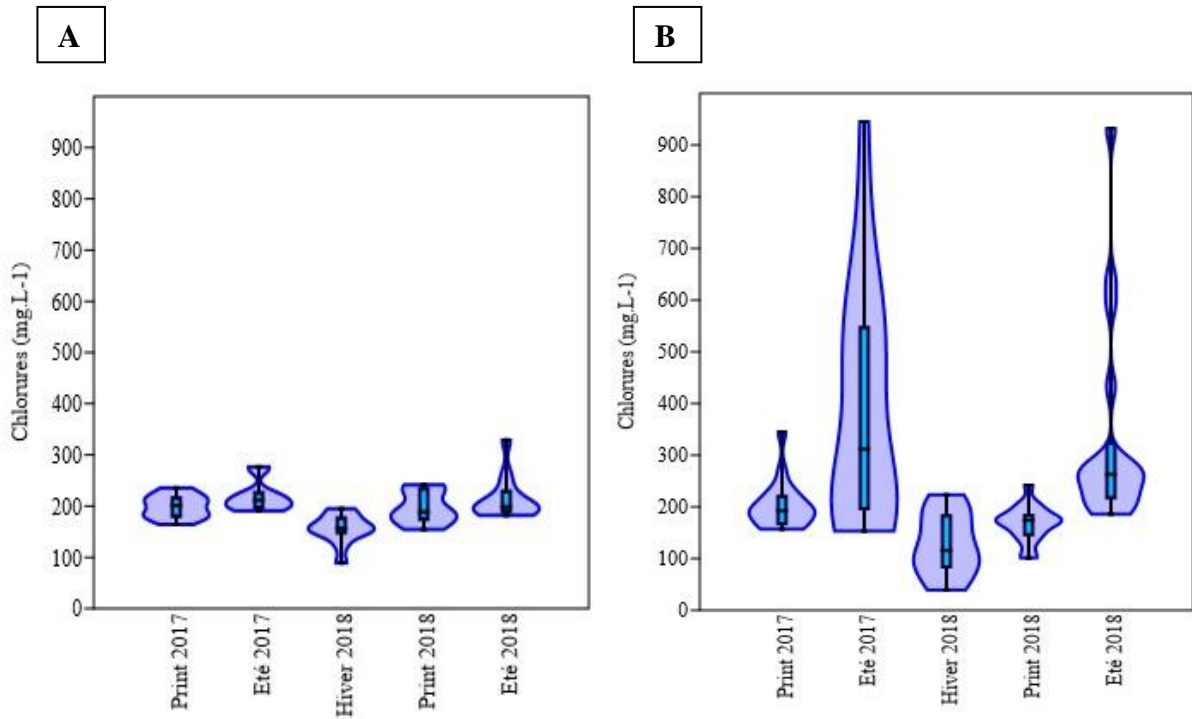 A
Chlorures (mg.L-1)
900
800
700
600
500
400
300
200
100
0
Print 2017
Eté 2017
Hiver 2018
Print 2018
Eté 2018
B
Chlorures (mg.L-1)
900
800
700
600
500
400
300
200
100
0
Print 2017
Eté 2017
Hiver 2018
Print 2018
Eté 2018